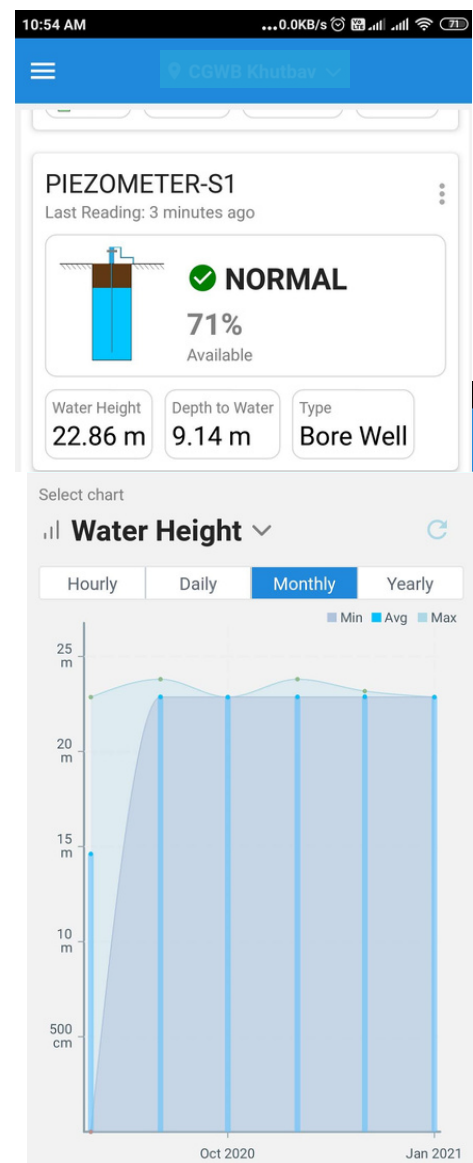 10:54 AM ...0.0KB/s Vo LTE 71
CGWB Khutbav
PIEZOMETER-S1
Last Reading: 3 minutes ago
NORMAL
71%
Available
Water Height Depth to Water Type
22.86 m 9.14 m Bore Well
Select chart
Water Height
Hourly Daily Monthly Yearly
Min Avg Max
25
m
20
m
15
m
10
m
500
cm
Oct 2020 Jan 2021